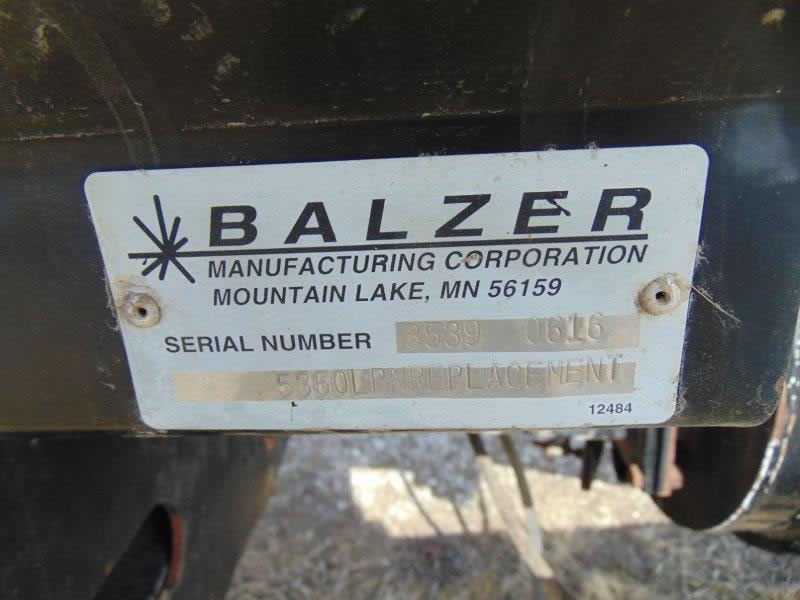 BALZER
MANUFACTURING CORPORATION
MOUNTAIN LAKE, MN 56159
SERIAL NUMBER 8539 0616
5360LPNREPLACEMENT
12484